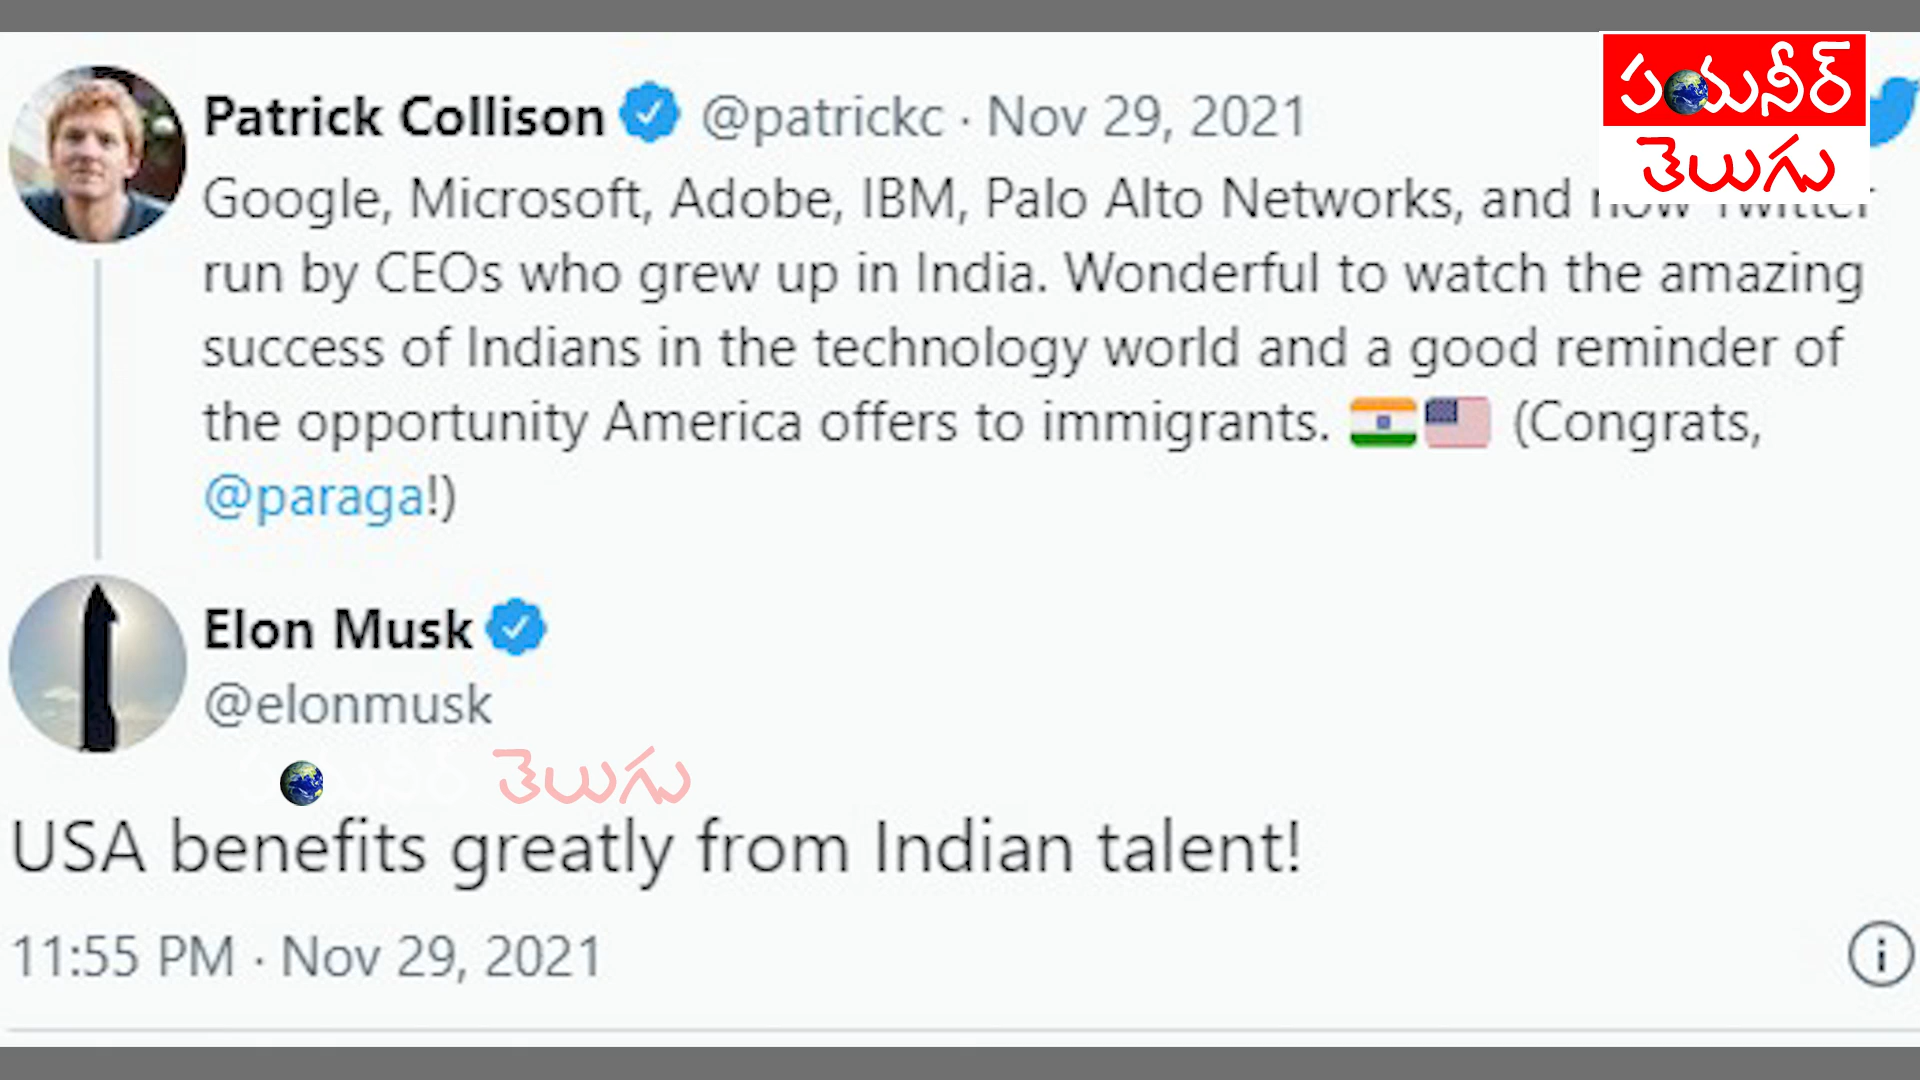 పయనీర్
తెలుగు
Patrick Collison @patrickc · Nov 29, 2021
Google, Microsoft, Adobe, IBM, Palo Alto Networks, and now Twitter
run by CEOs who grew up in India. Wonderful to watch the amazing
success of Indians in the technology world and a good reminder of
the opportunity America offers to immigrants. 🇮🇳🇺🇸 (Congrats,
@paraga!)
Elon Musk
@elonmusk
తెలుగు
USA benefits greatly from Indian talent!
11:55 PM · Nov 29, 2021